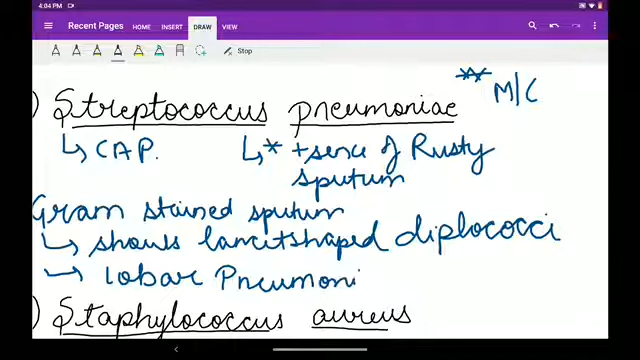 4:04 PM
Recent Pages HOME INSERT DRAW VIEW
Stop
) Streptococcus pneumoniae ** M/C
↳ CAP. ↳* +sence of Rusty
sputum
Gram stained sputum
↳ shows lancitshaped diplococci
↳ lobar Pneumoni
) Staphylococcus aureus